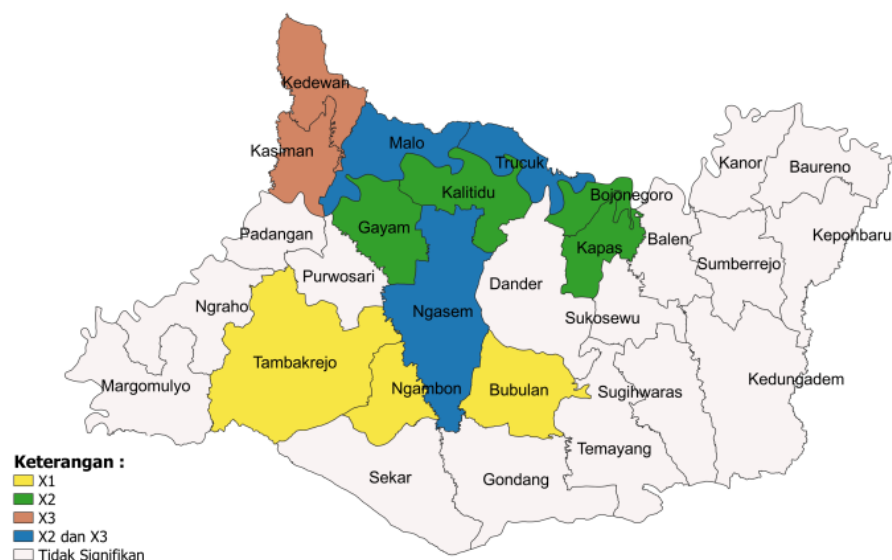 Kedewan
Kasiman
Malo
Trucuk
Kalitidu
Bojonegoro
Gayam
Kapas
Kanor
Baureno
Padangan
Purwosari
Balen
Kepohbaru
Sumberrejo
Dander
Ngraho
Ngasem
Sukosewu
Tambakrejo
Ngambon
Bubulan
Sugihwaras
Kedungadem
Margomulyo
Temayang
Sekar
Gondang
Keterangan :
X1
X2
X3
X2 dan X3
Tidak Signifikan